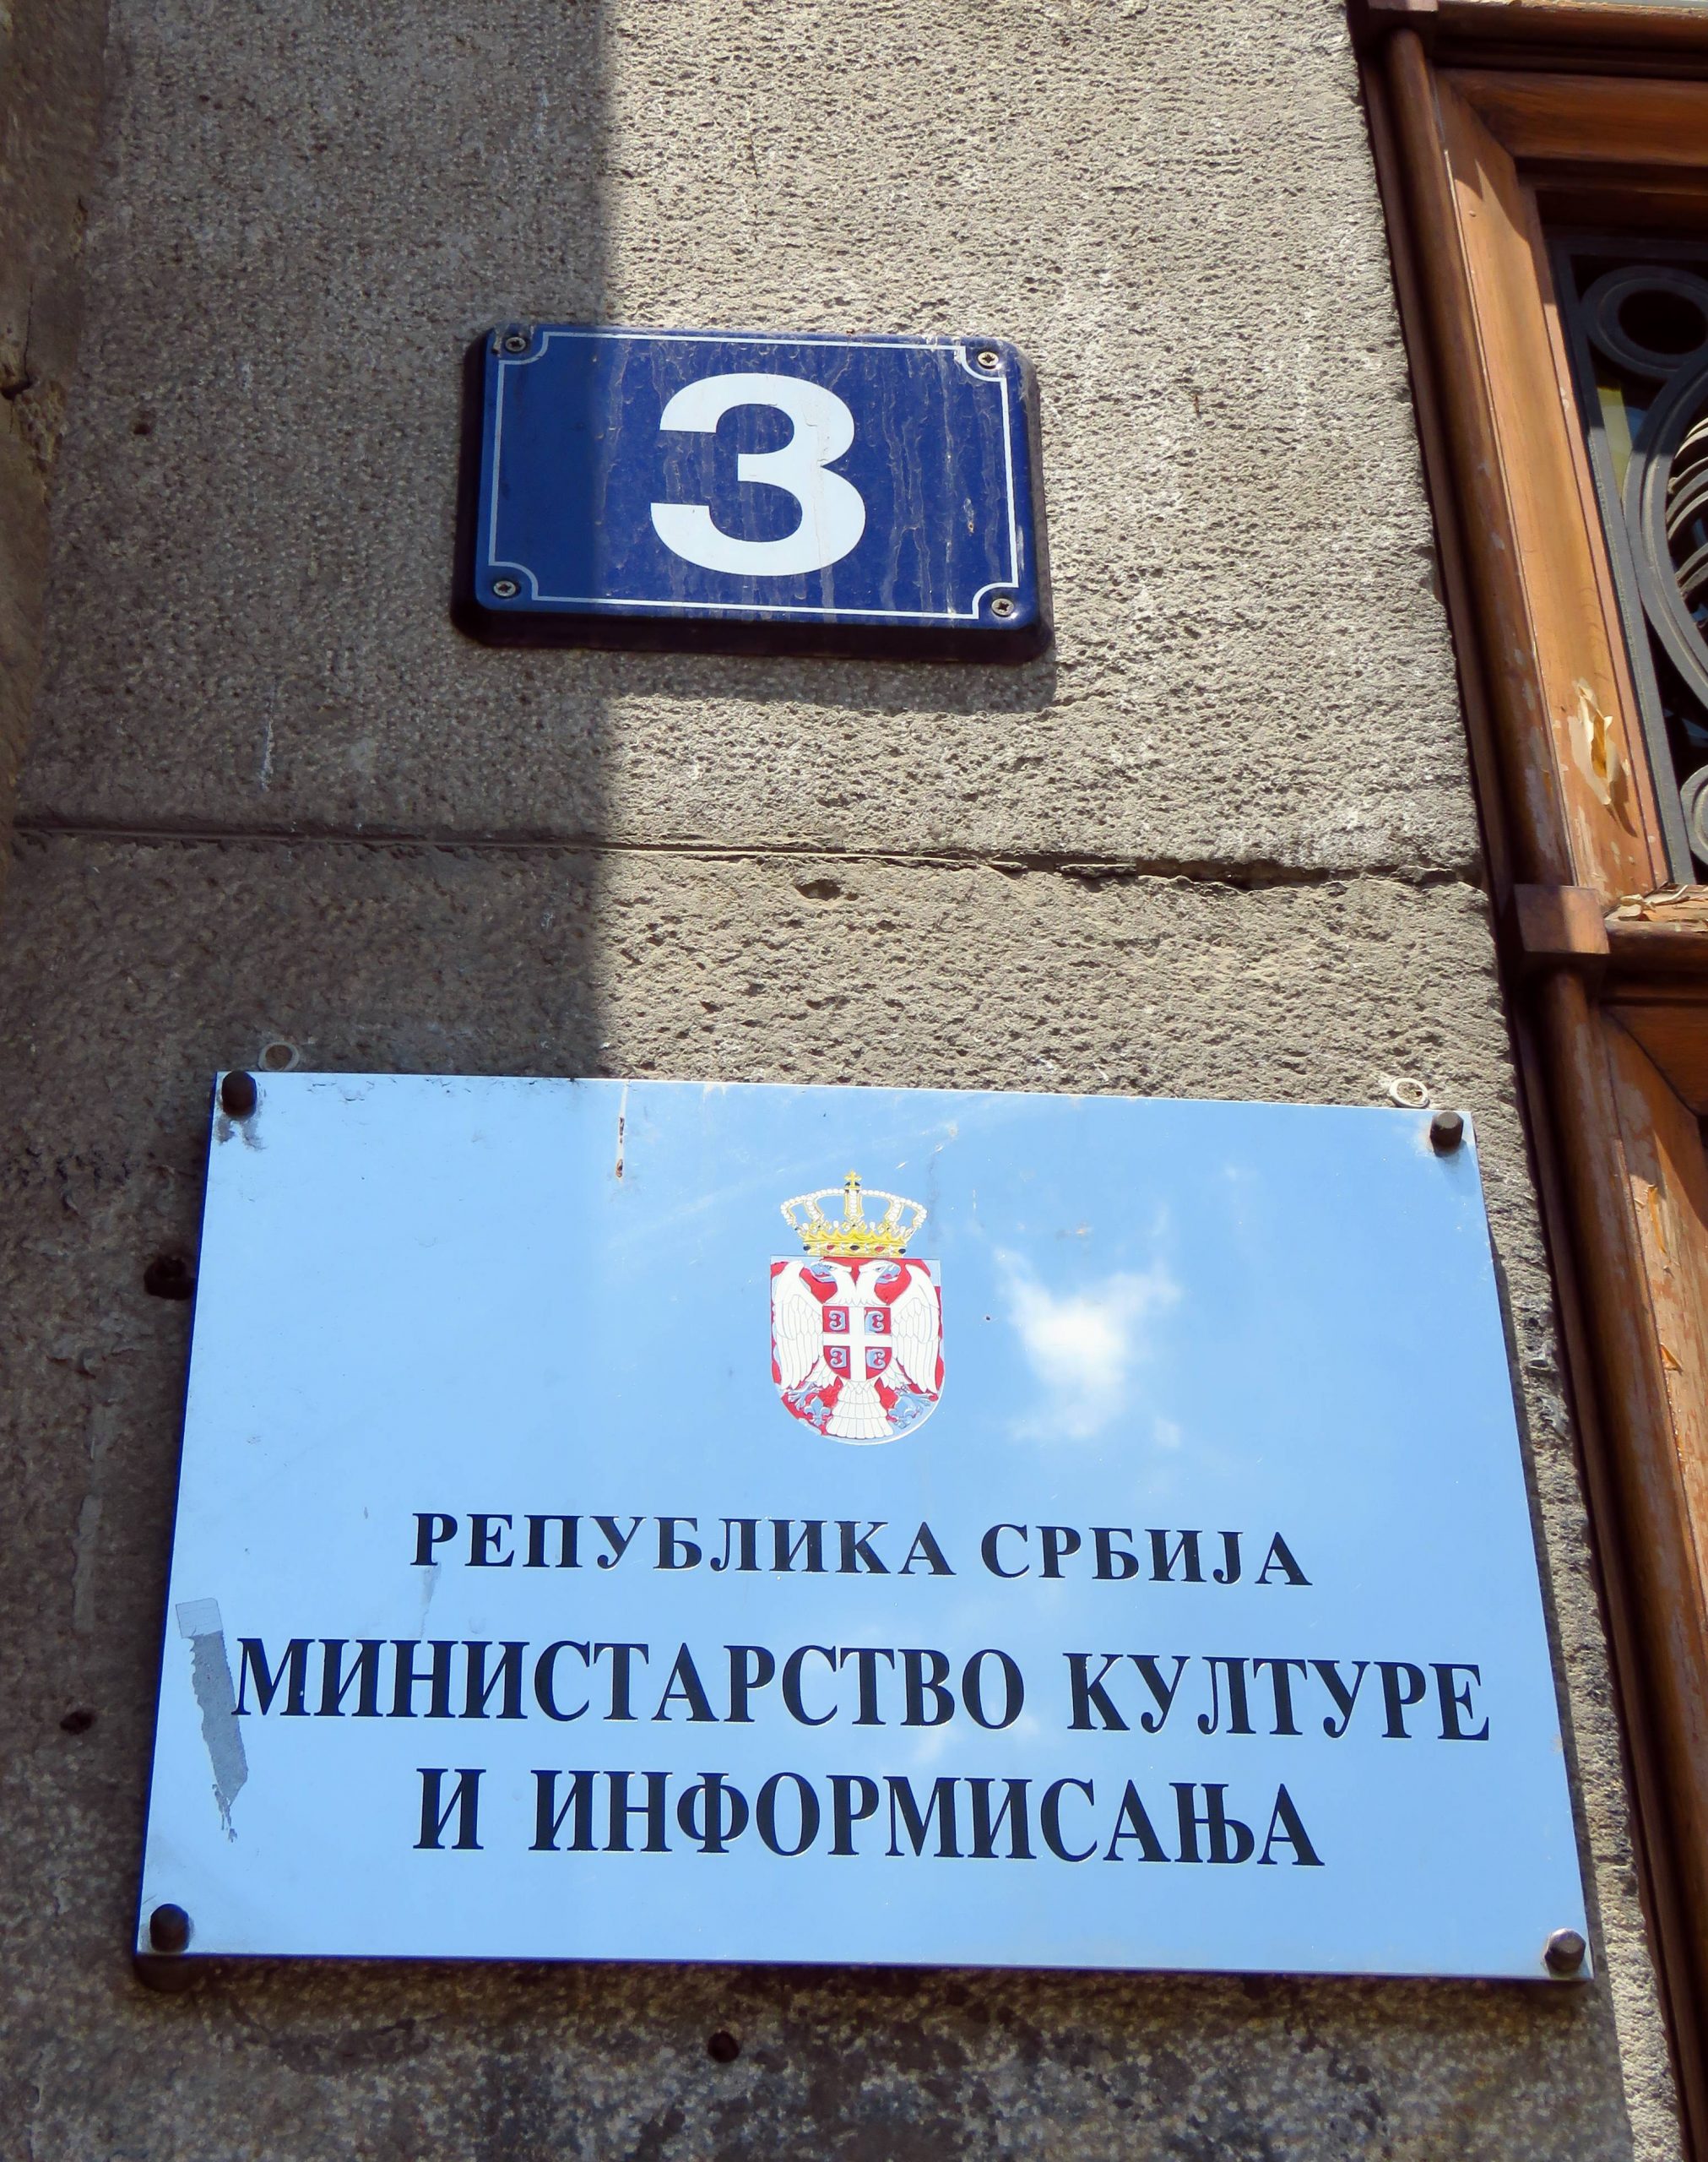 3
РЕПУБЛИКА СРБИЈА
МИНИСТАРСТВО КУЛТУРЕ
И ИНФОРМИСАЊА